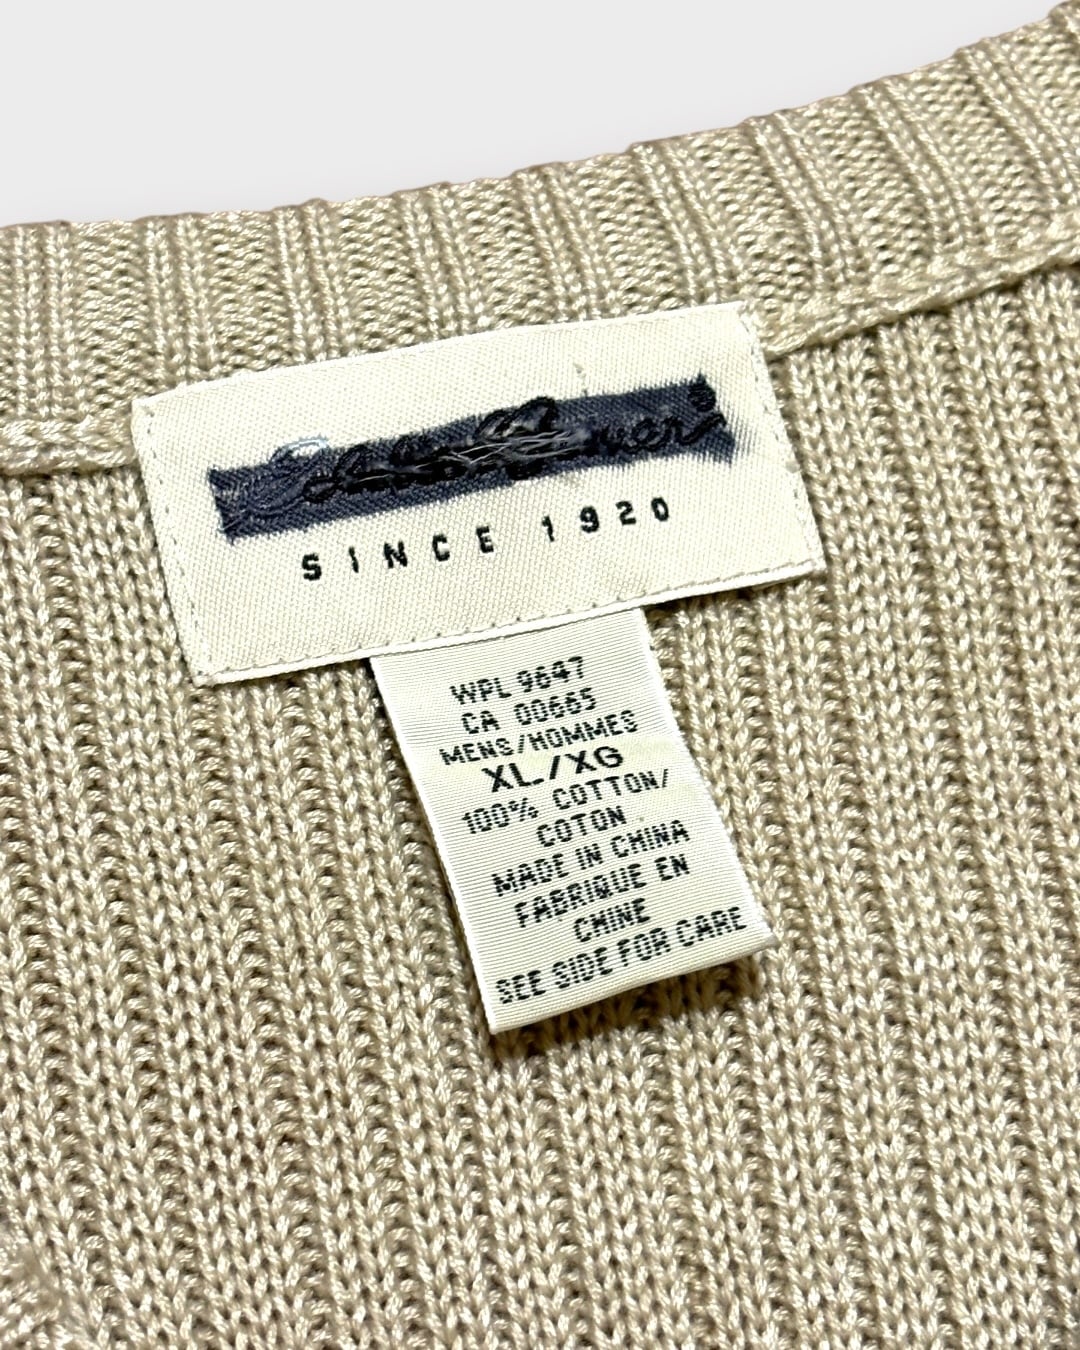 SINCE 1920
WPL 9647
CA 00665
MENS/HOMMES
XL/XG
100% COTTON/
COTON
MADE IN CHINA
FABRIQUE EN
CHINE
SEE SIDE FOR CARE